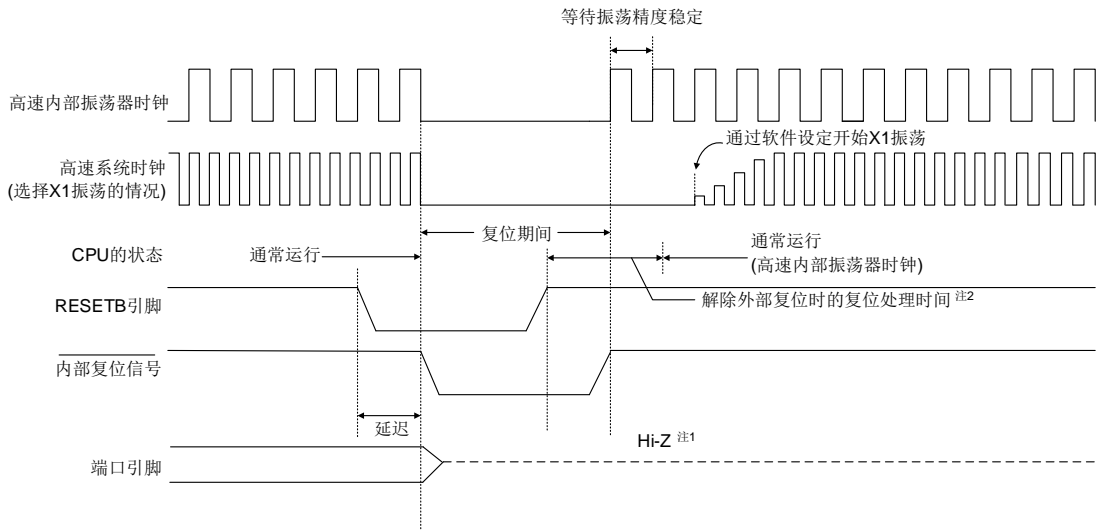 等待振荡精度稳定
高速内部振荡器时钟
通过软件设定开始X1振荡
高速系统时钟
(选择X1振荡的情况)
复位期间
CPU的状态
通常运行
通常运行
(高速内部振荡器时钟)
RESETB引脚
解除外部复位时的复位处理时间 注2
内部复位信号
延迟
Hi-Z 注1
端口引脚